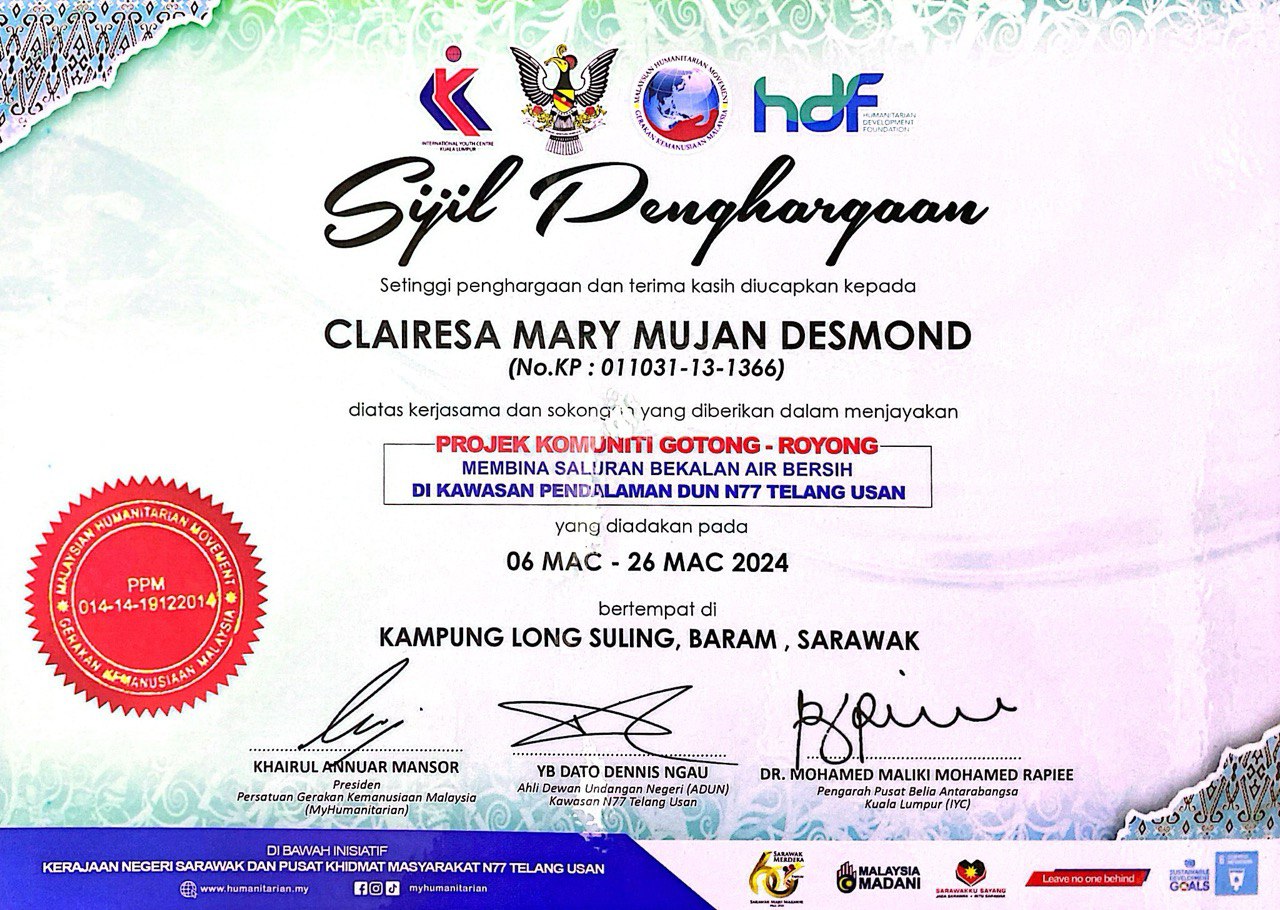 INTERNATIONAL YOUTH CENTRE
KUALA LUMPUR
MALAYSIAN HUMANITARIAN MOVEMENT
GERAKAN KEMANUSIAAN MALAYSIA
hdf
HUMANITARIAN
DEVELOPMENT
FOUNDATION
Sijil Penghargaan
Setinggi penghargaan dan terima kasih diucapkan kepada
CLAIRESA MARY MUJAN DESMOND
(No.KP : 011031-13-1366)
diatas kerjasama dan sokongan yang diberikan dalam menjayakan
PROJEK KOMUNITI GOTONG - ROYONG
MEMBINA SALURAN BEKALAN AIR BERSIH
DI KAWASAN PENDALAMAN DUN N77 TELANG USAN
yang diadakan pada
06 MAC - 26 MAC 2024
bertempat di
KAMPUNG LONG SULING, BARAM , SARAWAK
MALAYSIAN HUMANITARIAN MOVEMENT
PPM
014-14-19122014
GERAKAN KEMANUSIAAN MALAYSIA
KHAIRUL ANNUAR MANSOR
Presiden
Persatuan Gerakan Kemanusiaan Malaysia
(MyHumanitarian)
YB DATO DENNIS NGAU
Ahli Dewan Undangan Negeri (ADUN)
Kawasan N77 Telang Usan
DR. MOHAMED MALIKI MOHAMED RAPIEE
Pengarah Pusat Belia Antarabangsa
Kuala Lumpur (IYC)
DI BAWAH INISIATIF
KERAJAAN NEGERI SARAWAK DAN PUSAT KHIDMAT MASYARAKAT N77 TELANG USAN
www.humanitarian.my
myhumanitarian
SARAWAK
MERDEKA
60
MALAYSIA
MADANI
SARAWAKKU SAYANG
Leave no one behind
SUSTAINABLE
DEVELOPMENT
GOALS
6